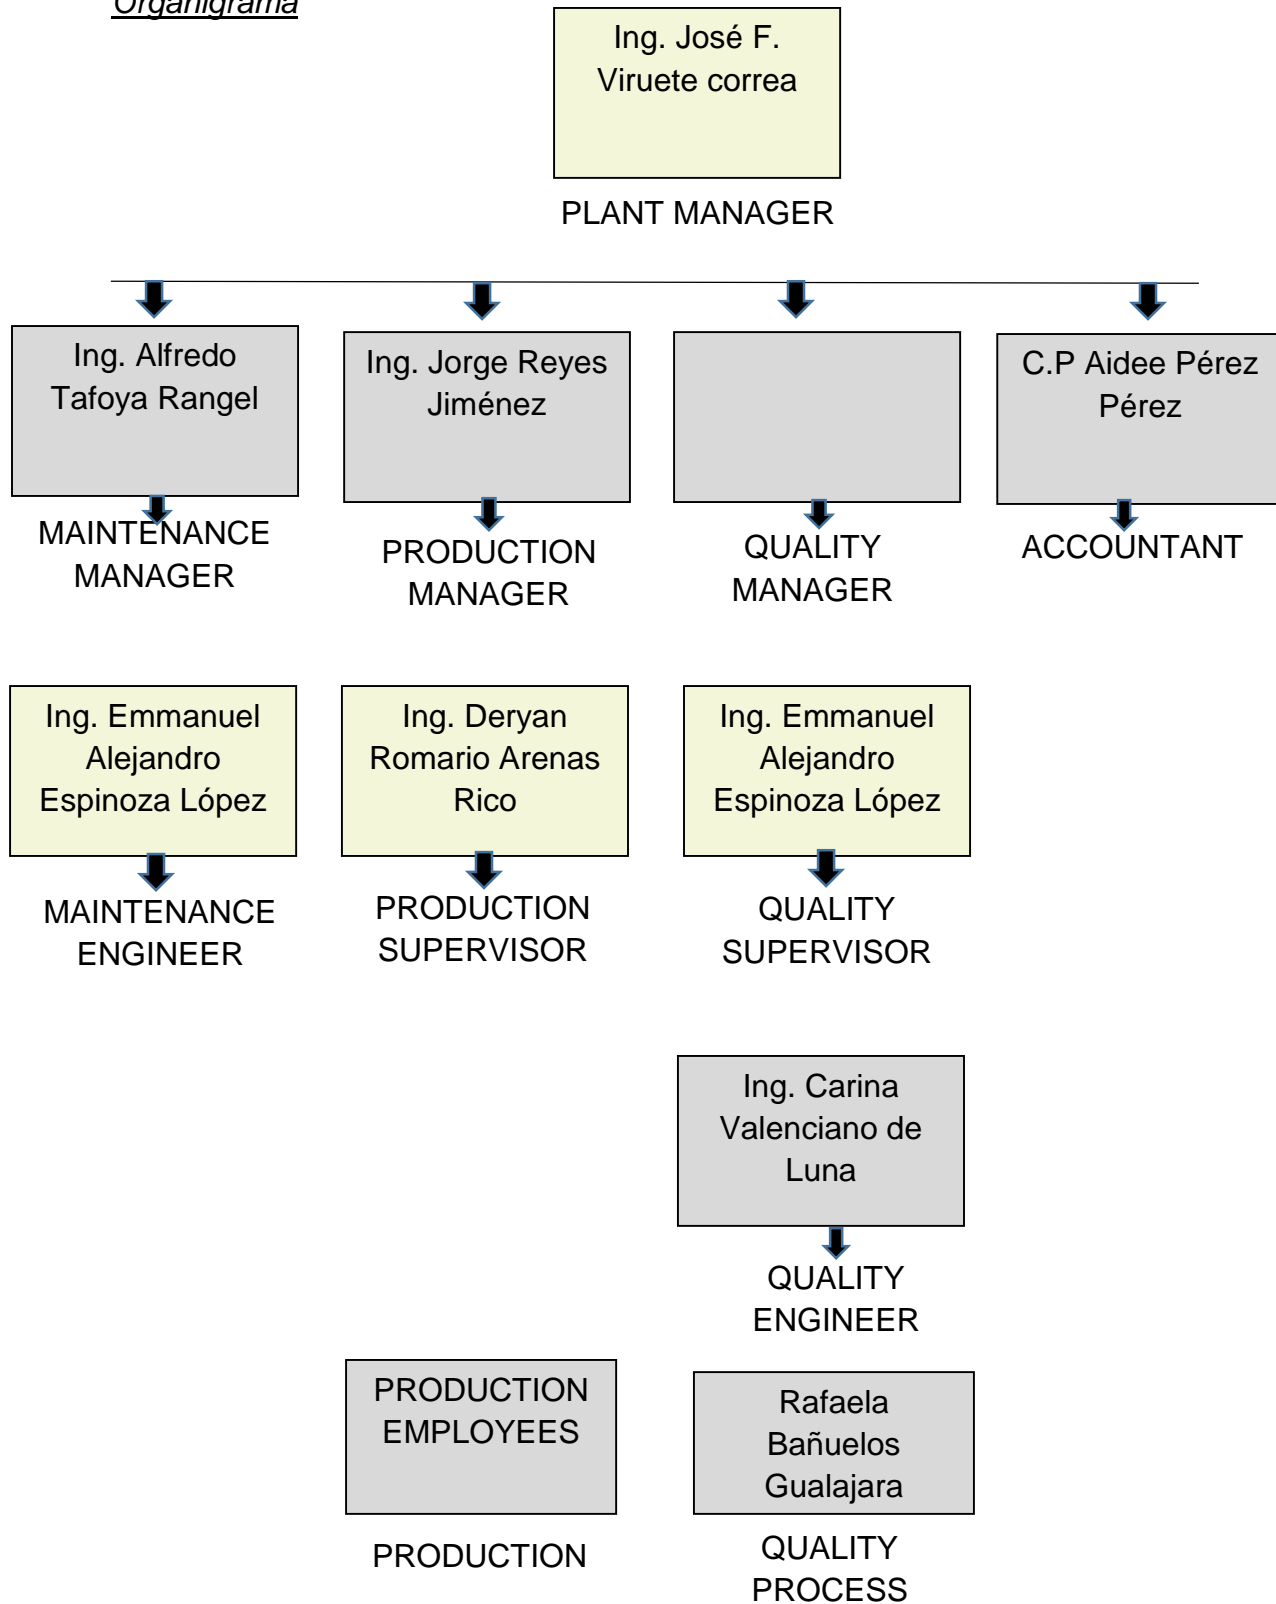 Organigrama
Ing. José F.
Viruete correa
PLANT MANAGER
Ing. Alfredo
Tafoya Rangel
MAINTENANCE
MANAGER
Ing. Jorge Reyes
Jiménez
PRODUCTION
MANAGER
QUALITY
MANAGER
C.P Aidee Pérez
Pérez
ACCOUNTANT
Ing. Emmanuel
Alejandro
Espinoza López
MAINTENANCE
ENGINEER
Ing. Deryan
Romario Arenas
Rico
PRODUCTION
SUPERVISOR
Ing. Emmanuel
Alejandro
Espinoza López
QUALITY
SUPERVISOR
Ing. Carina
Valenciano de
Luna
QUALITY
ENGINEER
PRODUCTION
EMPLOYEES
PRODUCTION
Rafaela
Bañuelos
Gualajara
QUALITY
PROCESS